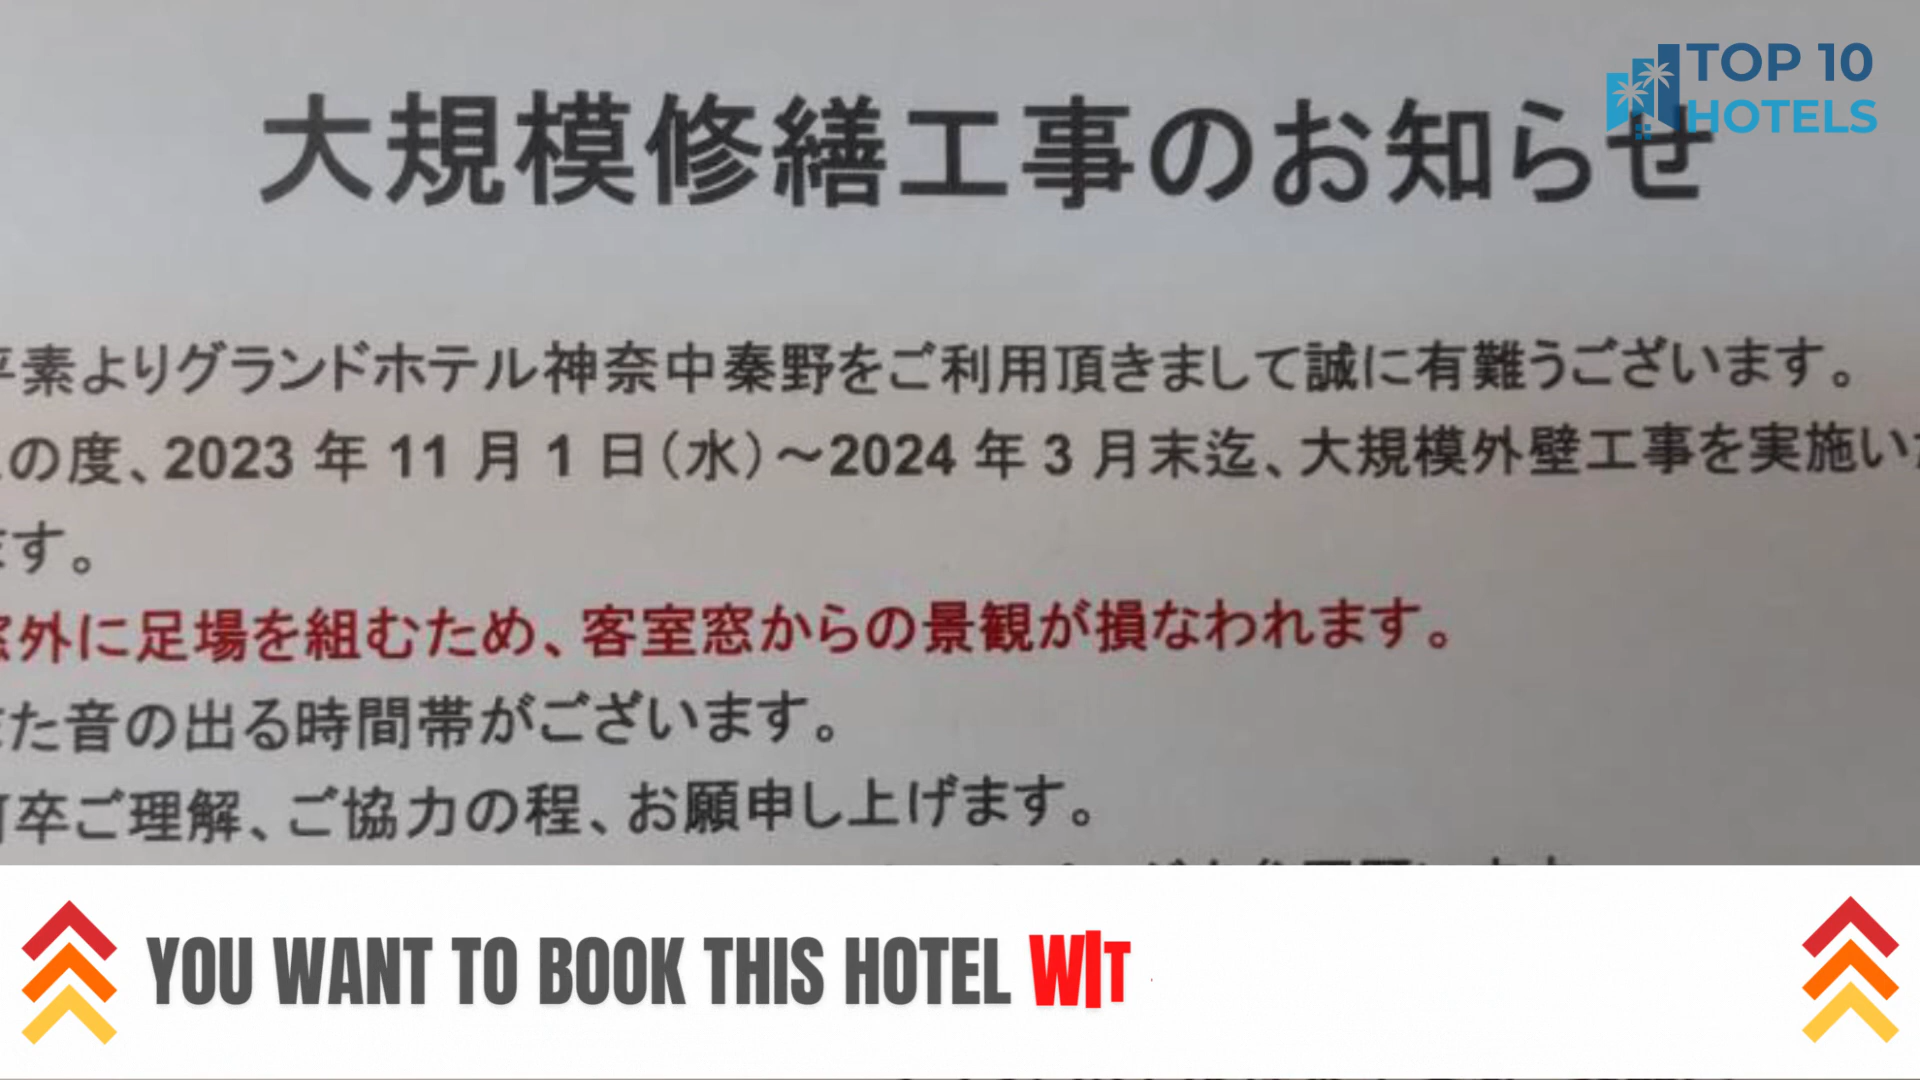 TOP 10
HOTELS
大規模修繕工事のお知らせ
平素よりグランドホテル神奈中秦野をご利用頂きまして誠に有難うございます。
の度、2023 年 11 月 1 日（水）～2024 年 3 月末迄、大規模外壁工事を実施い
ます。
窓外に足場を組むため、客室窓からの景観が損なわれます。
また音の出る時間帯がございます。
何卒ご理解、ご協力の程、お願申し上げます。
YOU WANT TO BOOK THIS HOTEL WIT